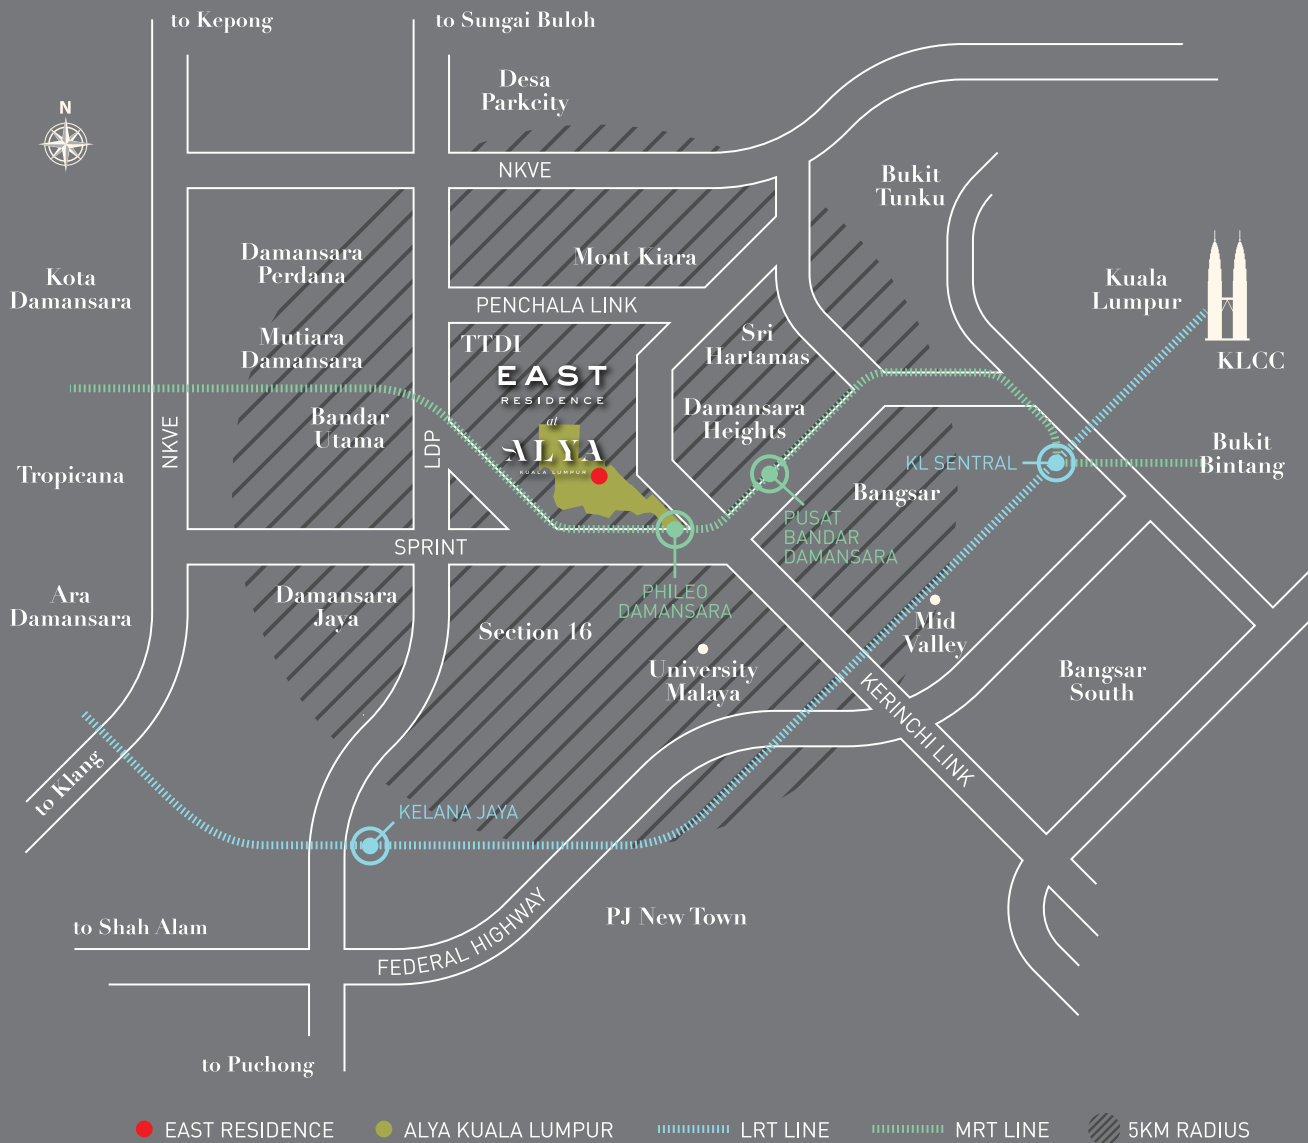 to Kepong
to Sungai Buloh
Desa
Parkcity
N
NKVE
Bukit
Tunku
Damansara
Perdana
Mont Kiara
Kota
Damansara
Kuala
Lumpur
PENCHALA LINK
Mutiara
Damansara
TTDI
Sri
Hartamas
KLCC
EAST
RESIDENCE
at
ALYA
KUALA LUMPUR
Damansara
Heights
Bandar
Utama
NKVE
LDP
Tropicana
KL SENTRAL
Bukit
Bintang
Bangsar
PUSAT
BANDAR
DAMANSARA
SPRINT
PHILEO
DAMANSARA
Ara
Damansara
Damansara
Jaya
Section 16
Mid
Valley
University
Malaya
Bangsar
South
KERINCHI LINK
to Klang
KELANA JAYA
FEDERAL HIGHWAY
PJ New Town
to Shah Alam
to Puchong
EAST RESIDENCE
ALYA KUALA LUMPUR
LRT LINE
MRT LINE
5KM RADIUS